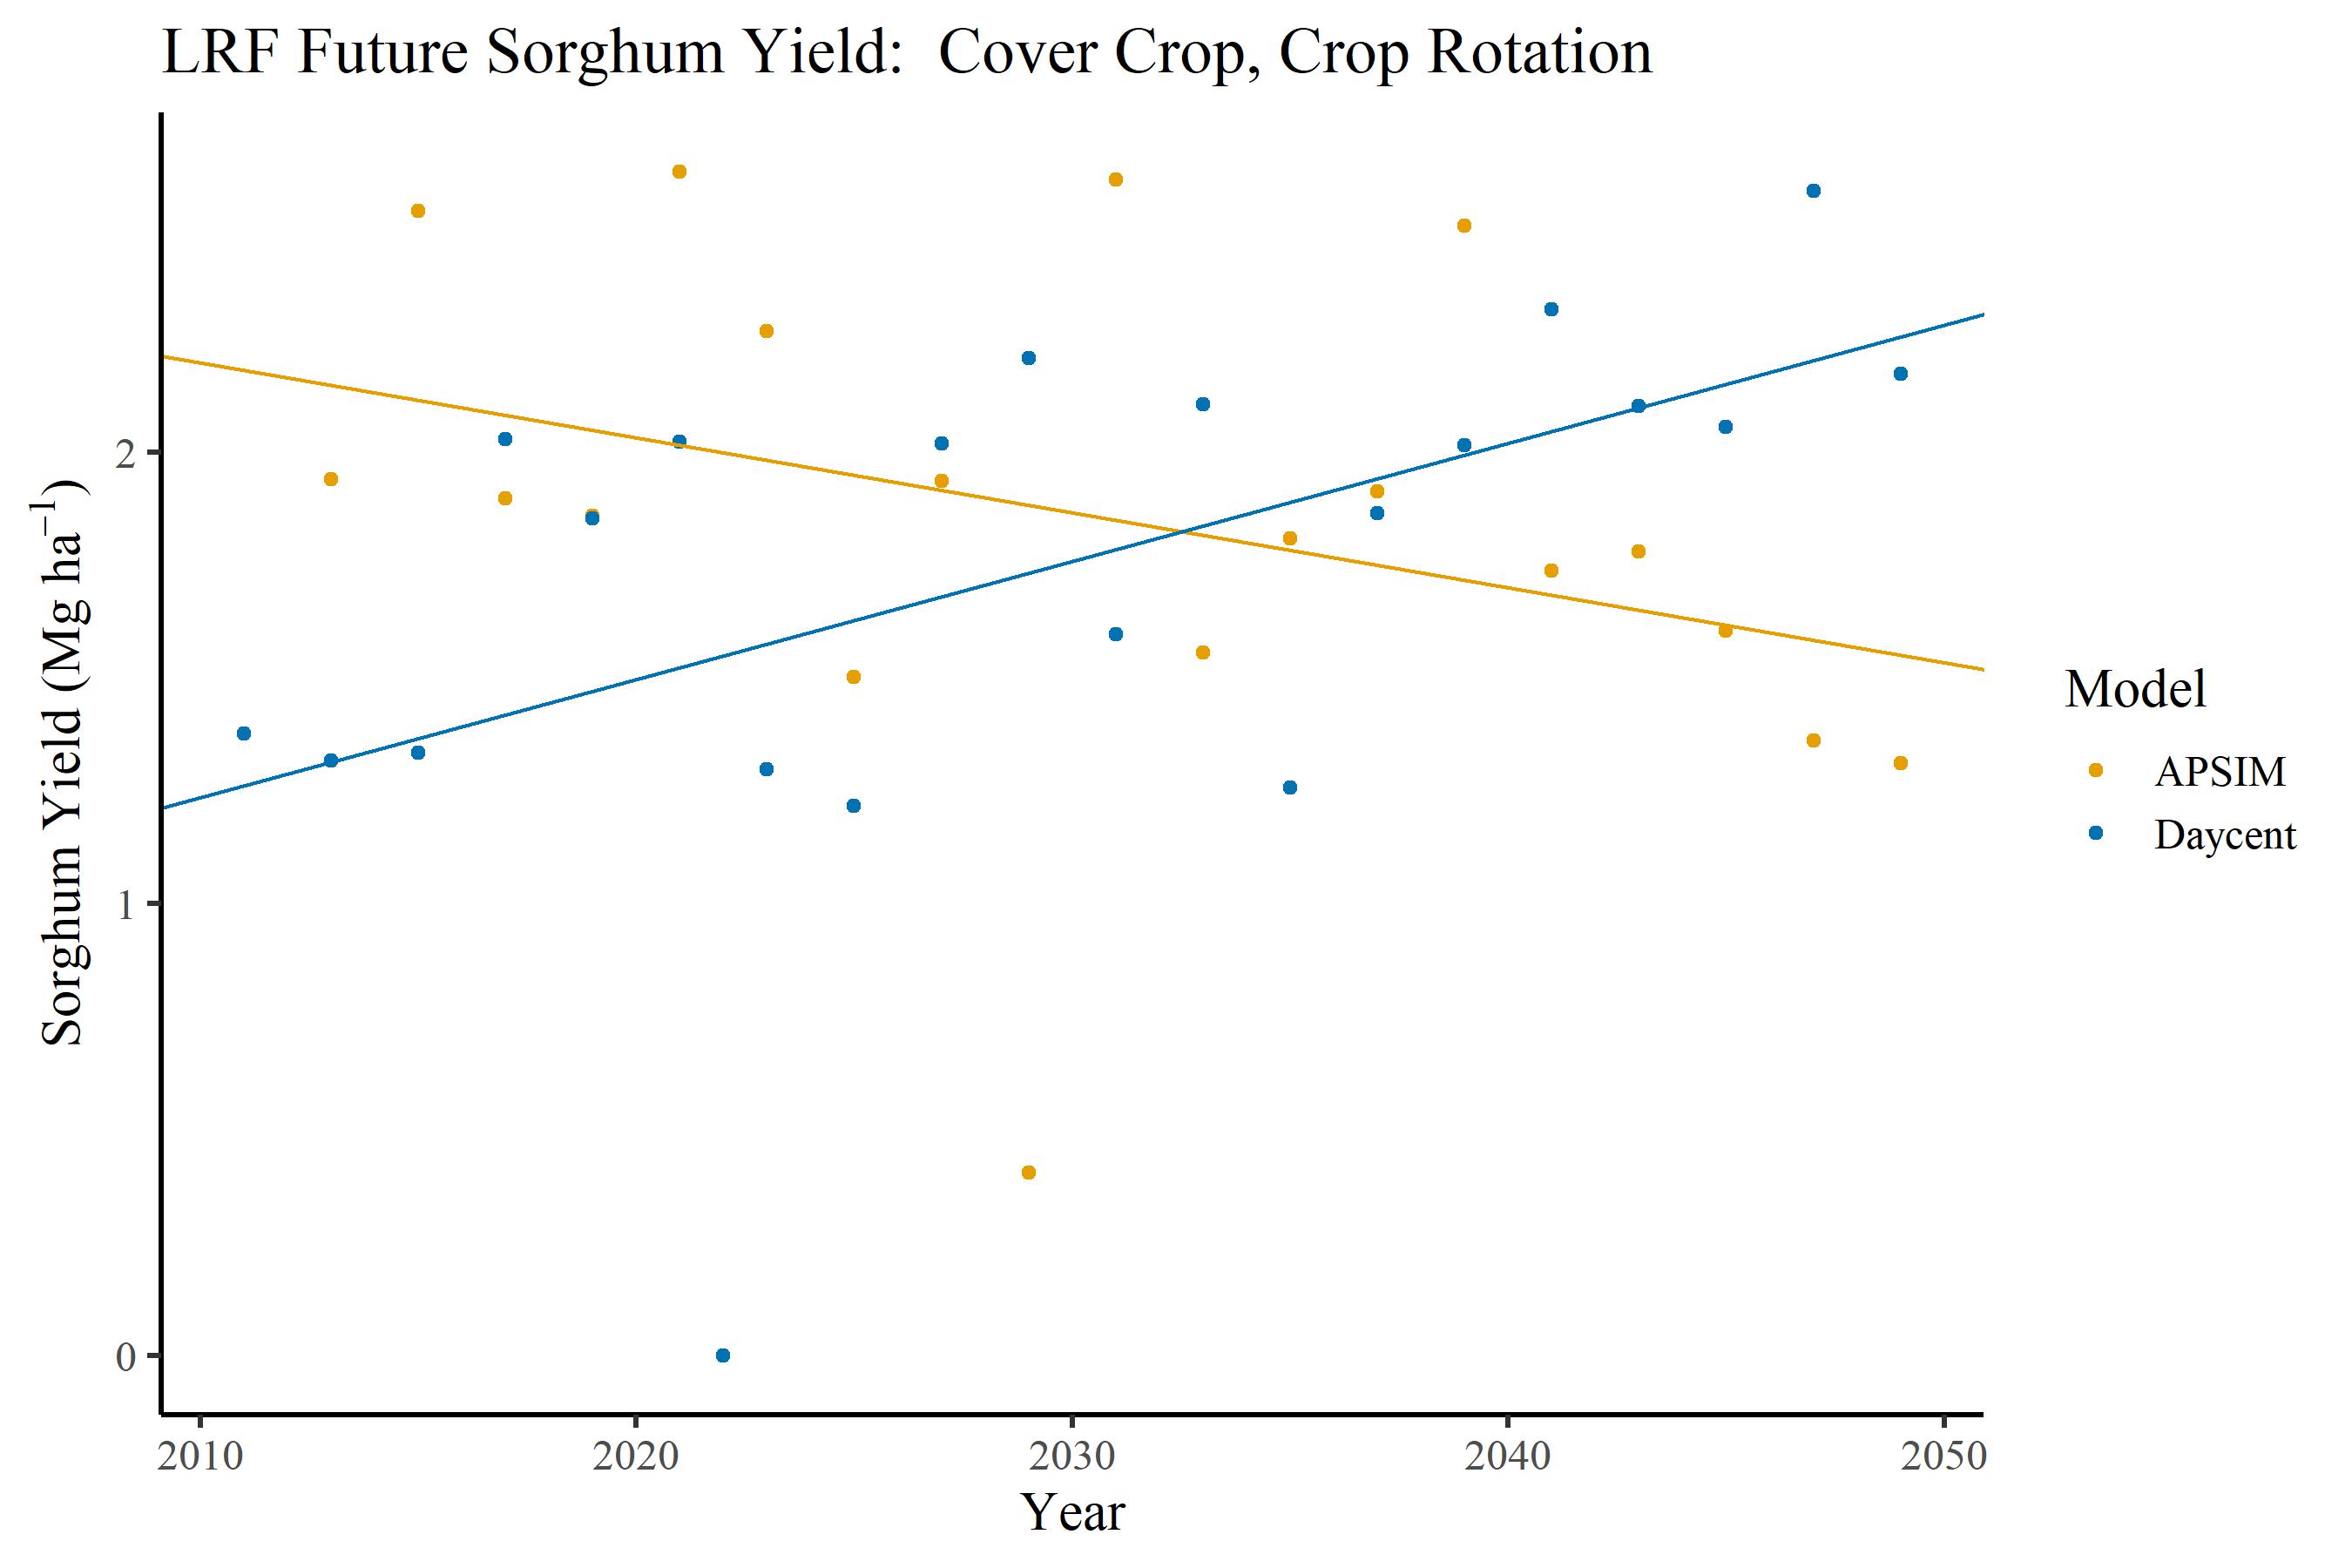 LRF Future Sorghum Yield:  Cover Crop, Crop Rotation
Sorghum Yield (Mg ha⁻¹)
2
1
0
2010 2020 2030 2040 2050
Year
Model
APSIM
Daycent